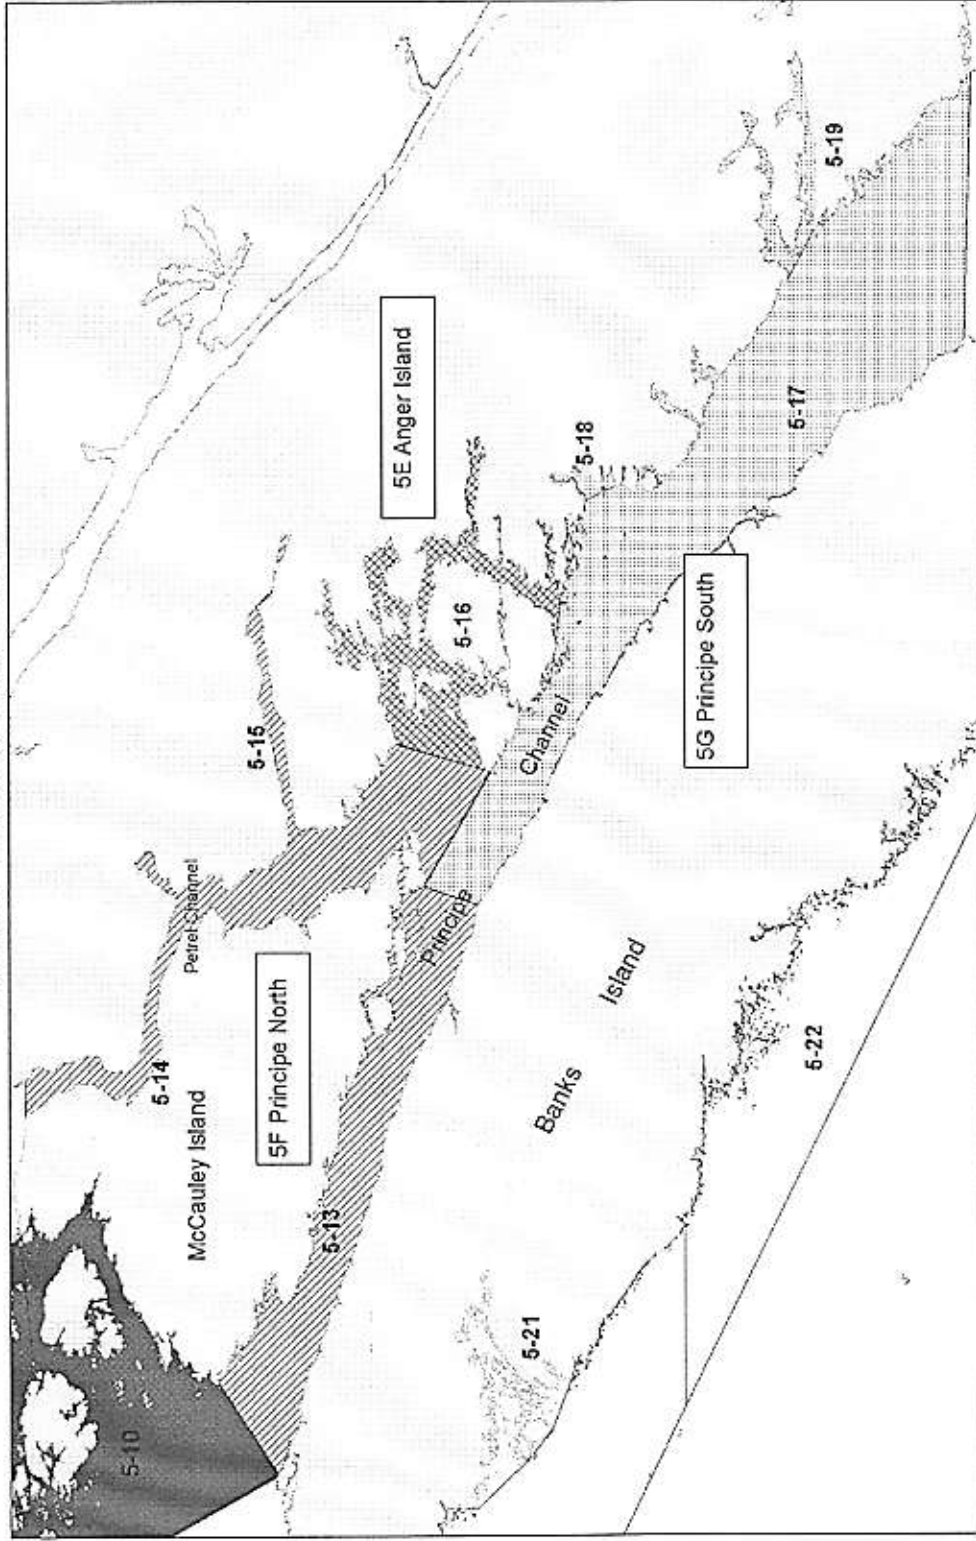 5-10
5-14
McCauley Island
5F Principe North
Petrel Channel
5-15
5E Anger Island
5-13
5-16
Principe
Channel
5-18
5-19
5-17
5G Principe South
Banks
Island
5-21
5-22